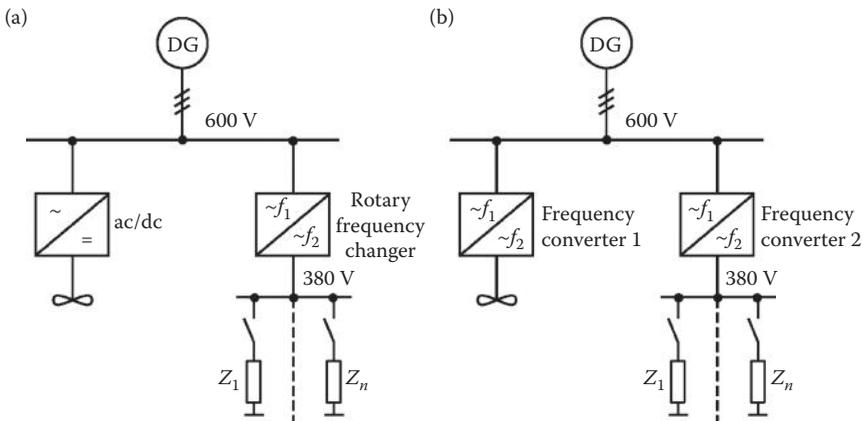 (a)
DG
600 V
~
=
ac/dc
~f₁
~f₂
Rotary
frequency
changer
380 V
Z₁
Zₙ
(b)
DG
600 V
~f₁
~f₂
Frequency
converter 1
~f₁
~f₂
Frequency
converter 2
380 V
Z₁
Zₙ